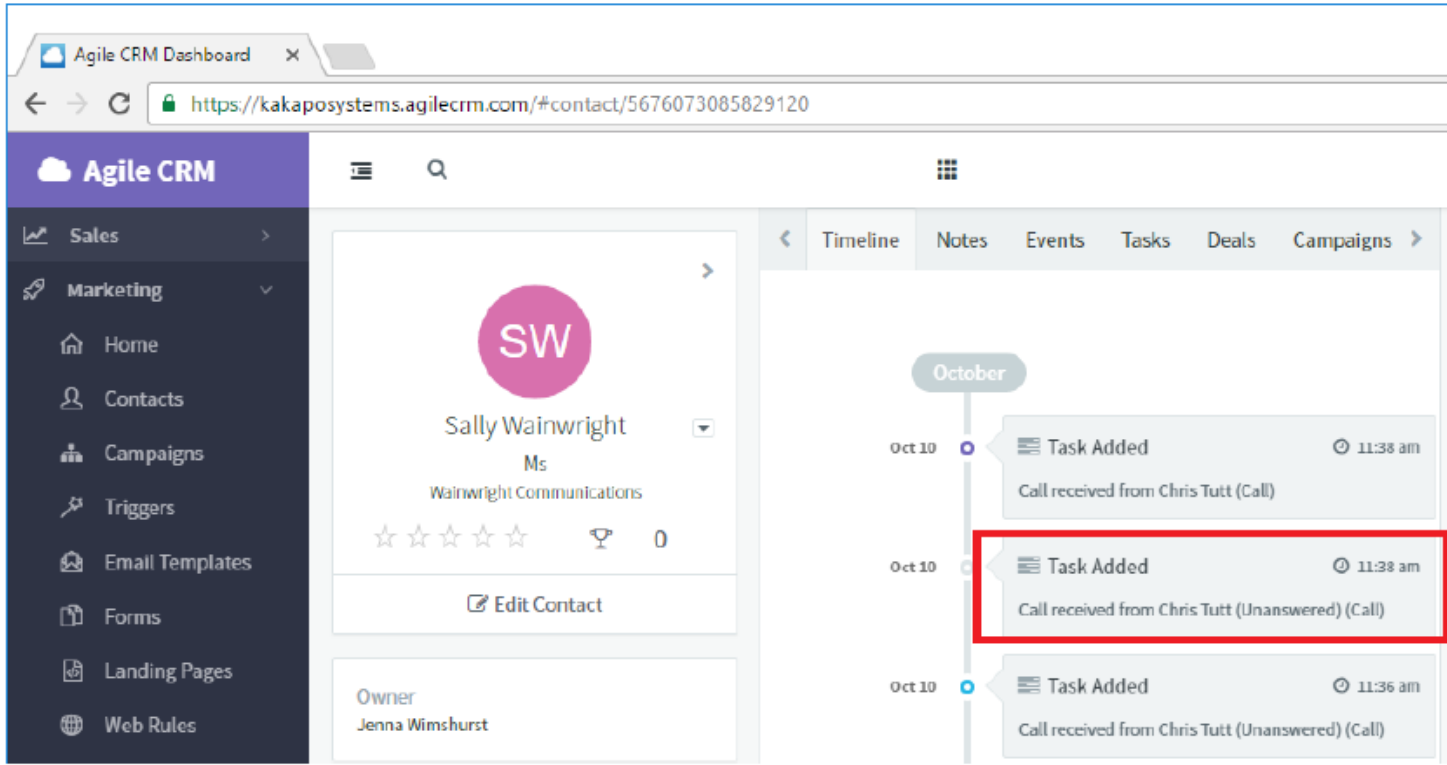 Agile CRM Dashboard
https://kakaposystems.agilecrm.com/#contact/5676073085829120
Agile CRM
Sales
Marketing
Home
Contacts
Campaigns
Triggers
Email Templates
Forms
Landing Pages
Web Rules
SW
Sally Wainwright
Ms
Wainwright Communications
0
Edit Contact
Owner
Jenna Wimshurst
Timeline Notes Events Tasks Deals Campaigns
October
Oct 10 Task Added 11:38 am
Call received from Chris Tutt (Call)
Oct 10 Task Added 11:38 am
Call received from Chris Tutt (Unanswered) (Call)
Oct 10 Task Added 11:36 am
Call received from Chris Tutt (Unanswered) (Call)